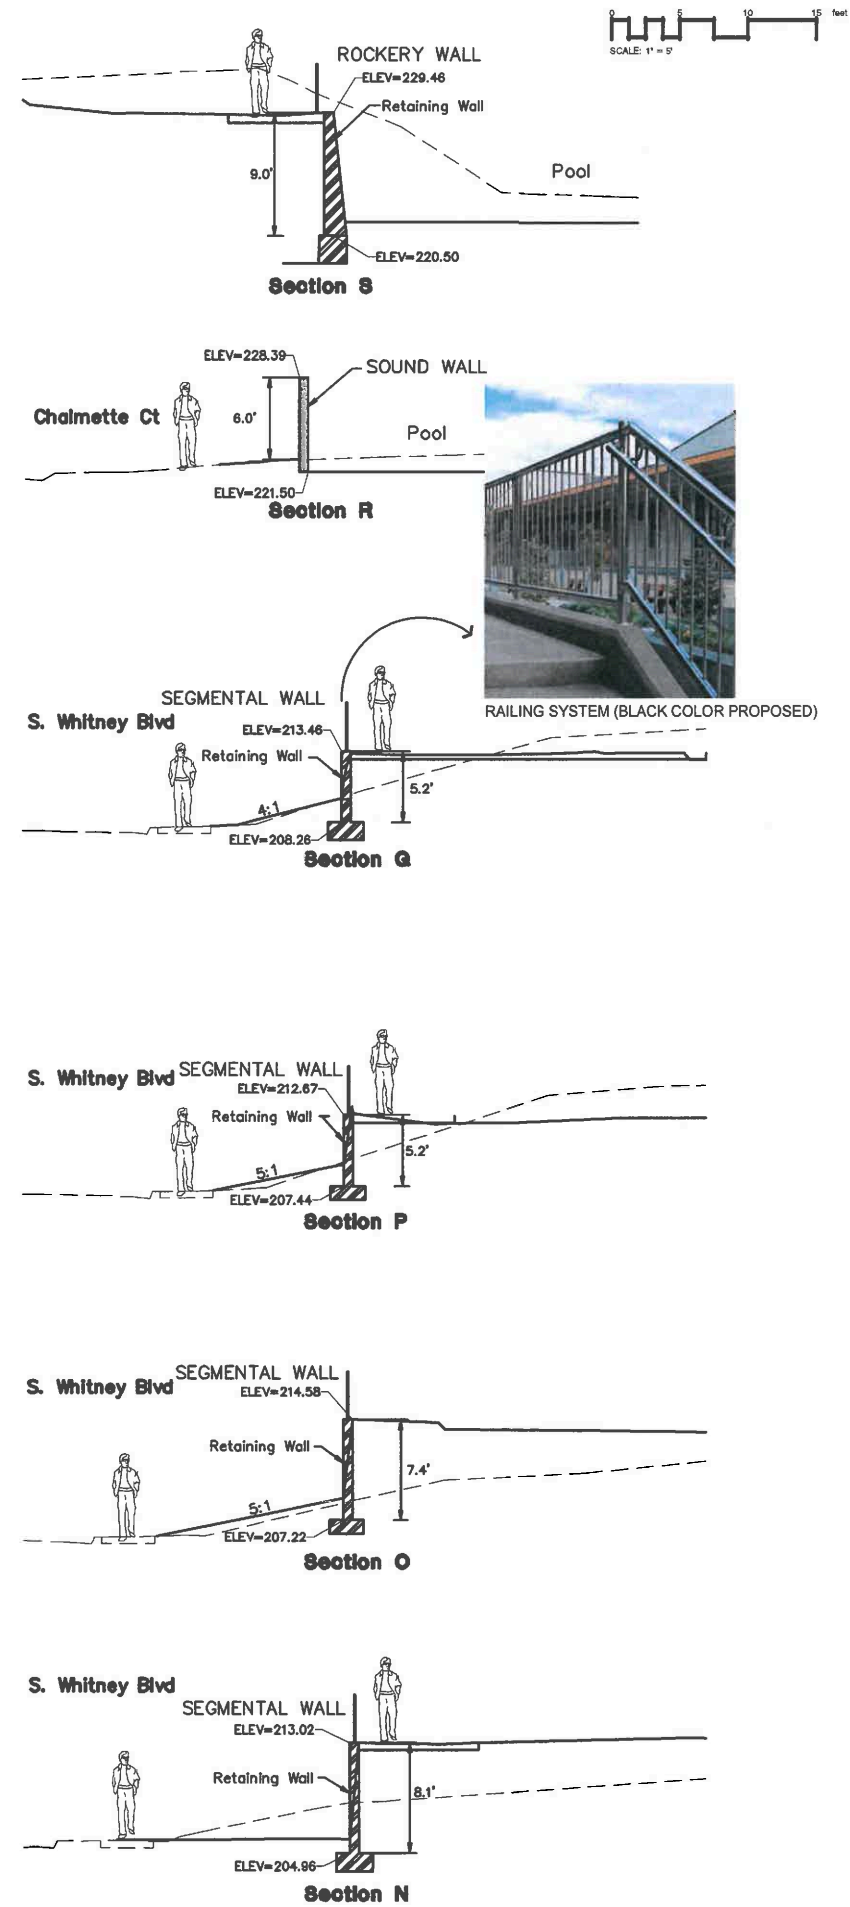 0 5 10 15 feet
SCALE: 1" = 5'
ROCKERY WALL
ELEV=229.46
Retaining Wall
9.0'
Pool
ELEV=220.50
Section S
ELEV=228.39
SOUND WALL
Chalmette Ct
6.0'
Pool
ELEV=221.50
Section R
RAILING SYSTEM (BLACK COLOR PROPOSED)
SEGMENTAL WALL
S. Whitney Blvd
ELEV=213.46
Retaining Wall
5.2'
4:1
ELEV=208.26
Section Q
S. Whitney Blvd
SEGMENTAL WALL
ELEV=212.67
Retaining Wall
5.2'
5:1
ELEV=207.44
Section P
SEGMENTAL WALL
S. Whitney Blvd
ELEV=214.58
Retaining Wall
7.4'
5:1
ELEV=207.22
Section O
S. Whitney Blvd
SEGMENTAL WALL
ELEV=213.02
Retaining Wall
8.1'
ELEV=204.96
Section N